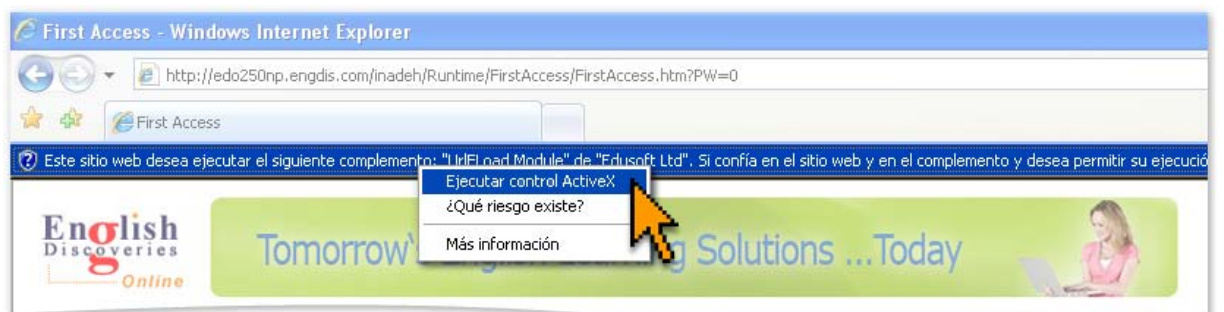 First Access - Windows Internet Explorer
http://edo250np.engdis.com/inadeh/Runtime/FirstAccess/FirstAccess.htm?PW=0
First Access
Este sitio web desea ejecutar el siguiente complemento: "UrlFLoad Module" de "Edusoft Ltd". Si confía en el sitio web y en el complemento y desea permitir su ejecució
Ejecutar control ActiveX
¿Qué riesgo existe?
Más información
English
Discoveries
Online
Tomorrow's Solutions ...Today